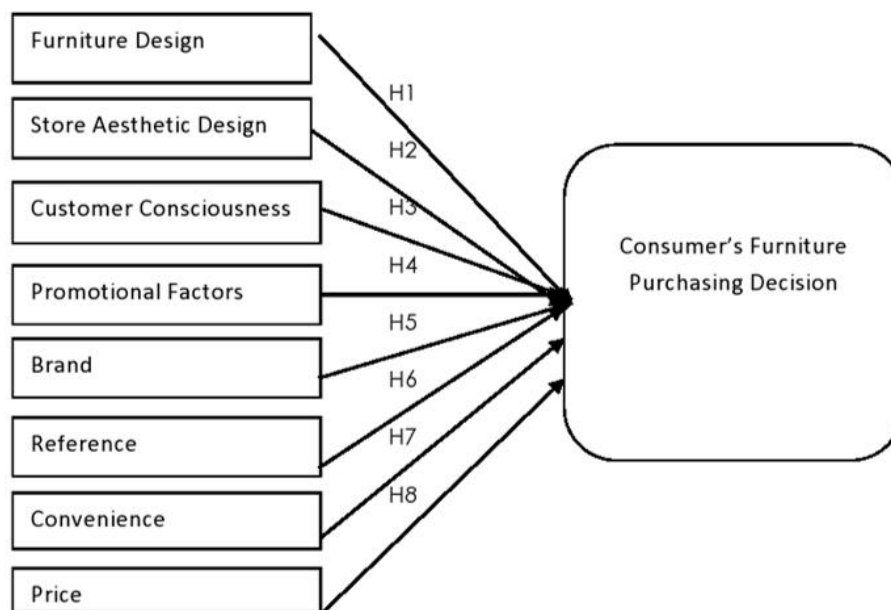 Furniture Design
H1
Store Aesthetic Design
H2
Customer Consciousness
H3
Promotional Factors
H4
Brand
H5
Reference
H6
Convenience
H7
Price
H8
Consumer’s Furniture
Purchasing Decision